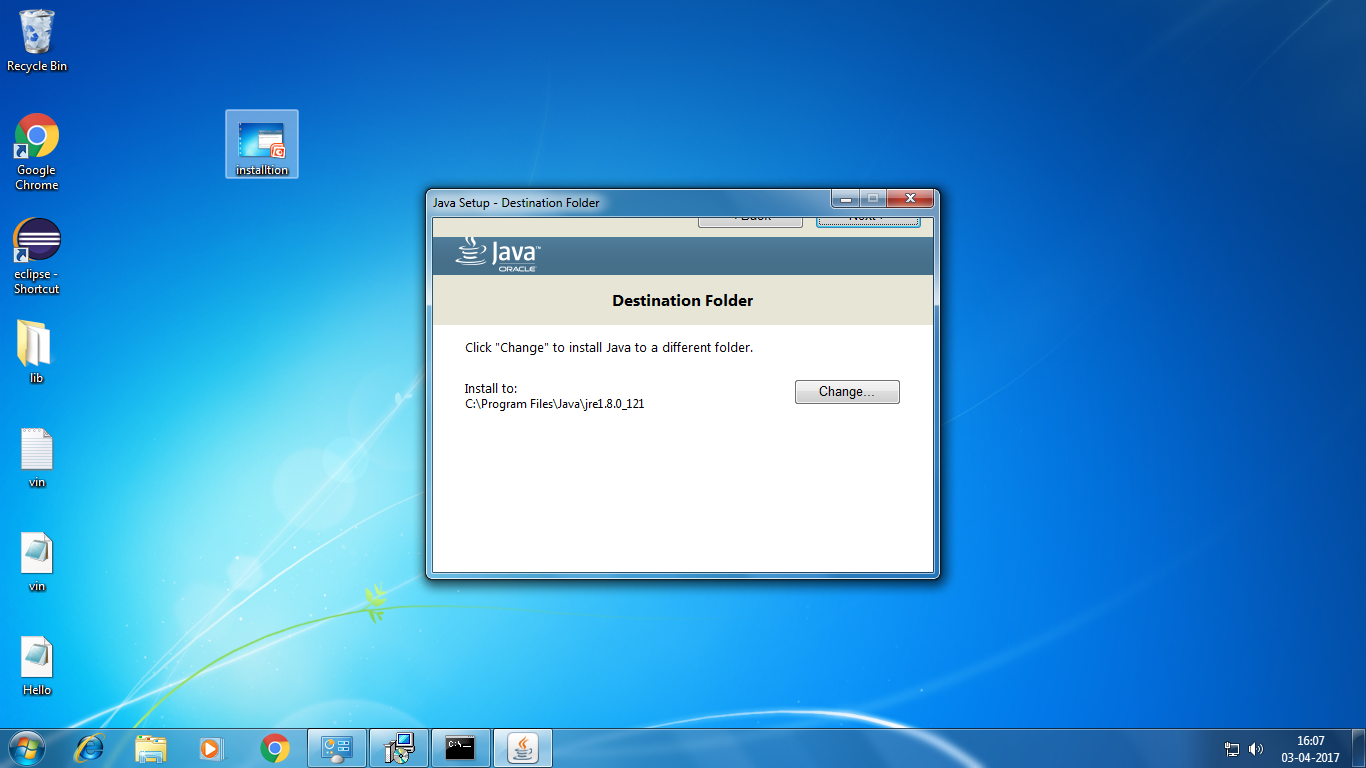 Recycle Bin
Google
Chrome
eclipse -
Shortcut
lib
vin
vin
Hello
installtion
Java Setup - Destination Folder
Java™
ORACLE
Destination Folder
Click "Change" to install Java to a different folder.
Install to:
C:\Program Files\Java\jre1.8.0_121
Change...
16:07
03-04-2017